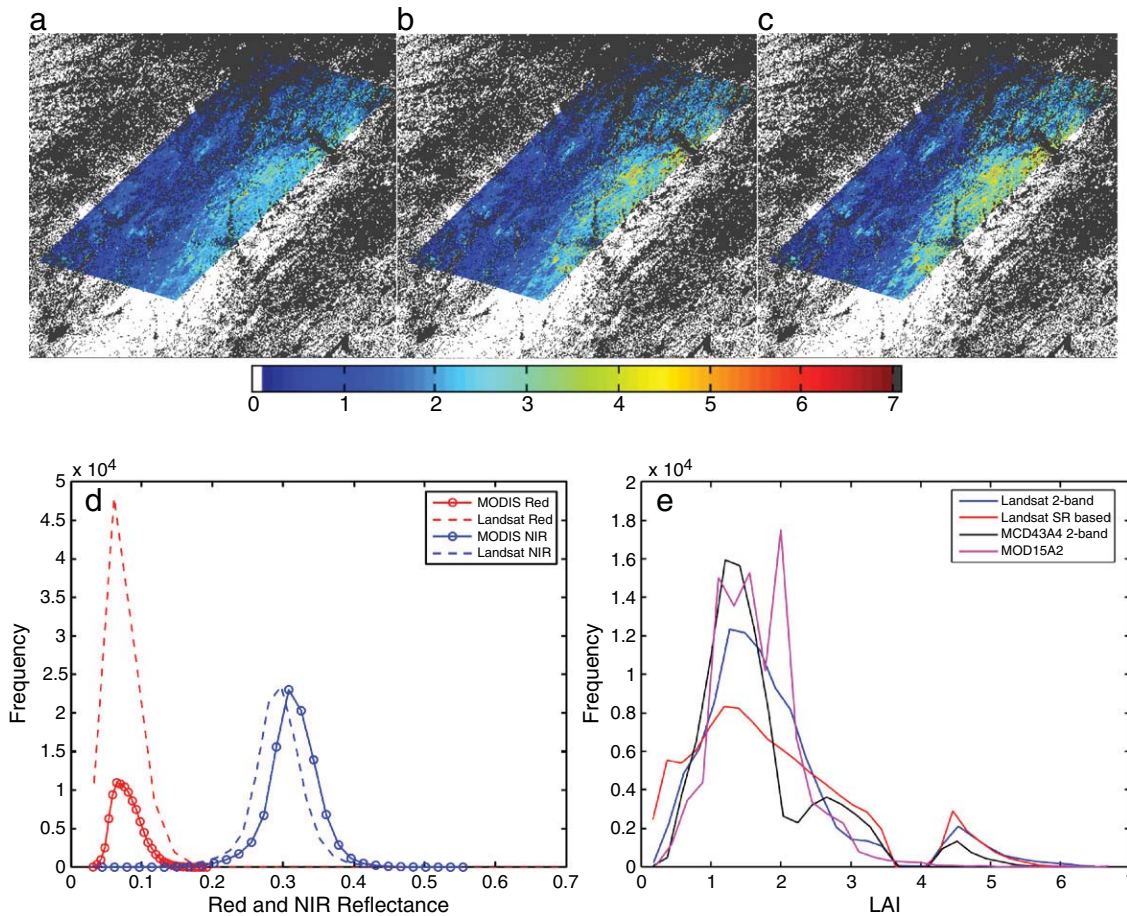 a b c
0 1 2 3 4 5 6 7
x 10⁴
d
5
4.5
4
3.5
3
2.5
2
1.5
1
0.5
0
Frequency
MODIS Red
Landsat Red
MODIS NIR
Landsat NIR
0 0.1 0.2 0.3 0.4 0.5 0.6 0.7
Red and NIR Reflectance
x 10⁴
e
2
1.8
1.6
1.4
1.2
1
0.8
0.6
0.4
0.2
0
Frequency
Landsat 2-band
Landsat SR based
MCD43A4 2-band
MOD15A2
0 1 2 3 4 5 6 7
LAI